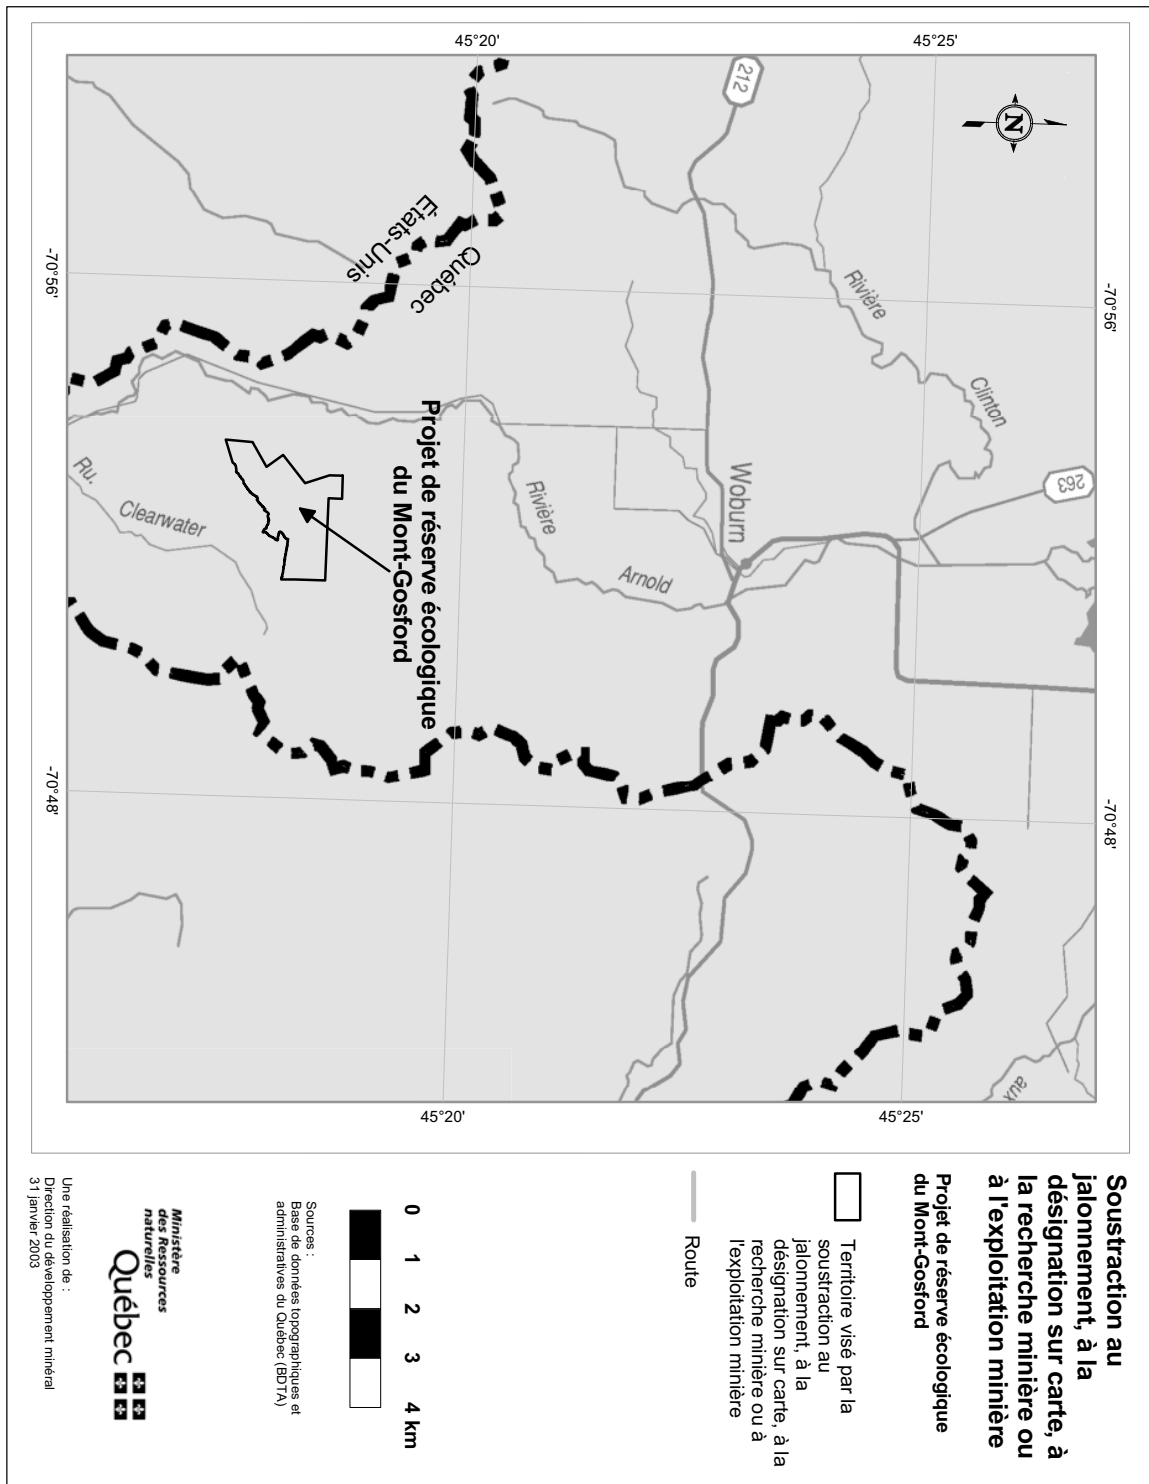 Soustraction au
jalonnement, à la
désignation sur carte, à
la recherche minière ou
à l'exploitation minière
Projet de réserve écologique
du Mont-Gosford
Territoire visé par la
soustraction au
jalonnement, à la
désignation sur carte, à la
recherche minière ou à
l'exploitation minière
Route
0 1 2 3 4 km
Sources :
Base de données topographiques et
administratives du Québec (BDTA)
Ministère
des Ressources
naturelles
Québec
Une réalisation de :
Direction du développement minéral
31 janvier 2003
-70°56'
-70°48'
45°25'
45°25'
45°20'
45°20'
-70°56'
-70°48'
N
212
263
Rivière
Clinton
Woburn
Rivière
Arnold
États-Unis
Québec
Projet de réserve écologique
du Mont-Gosford
Ru.
Clearwater
aux